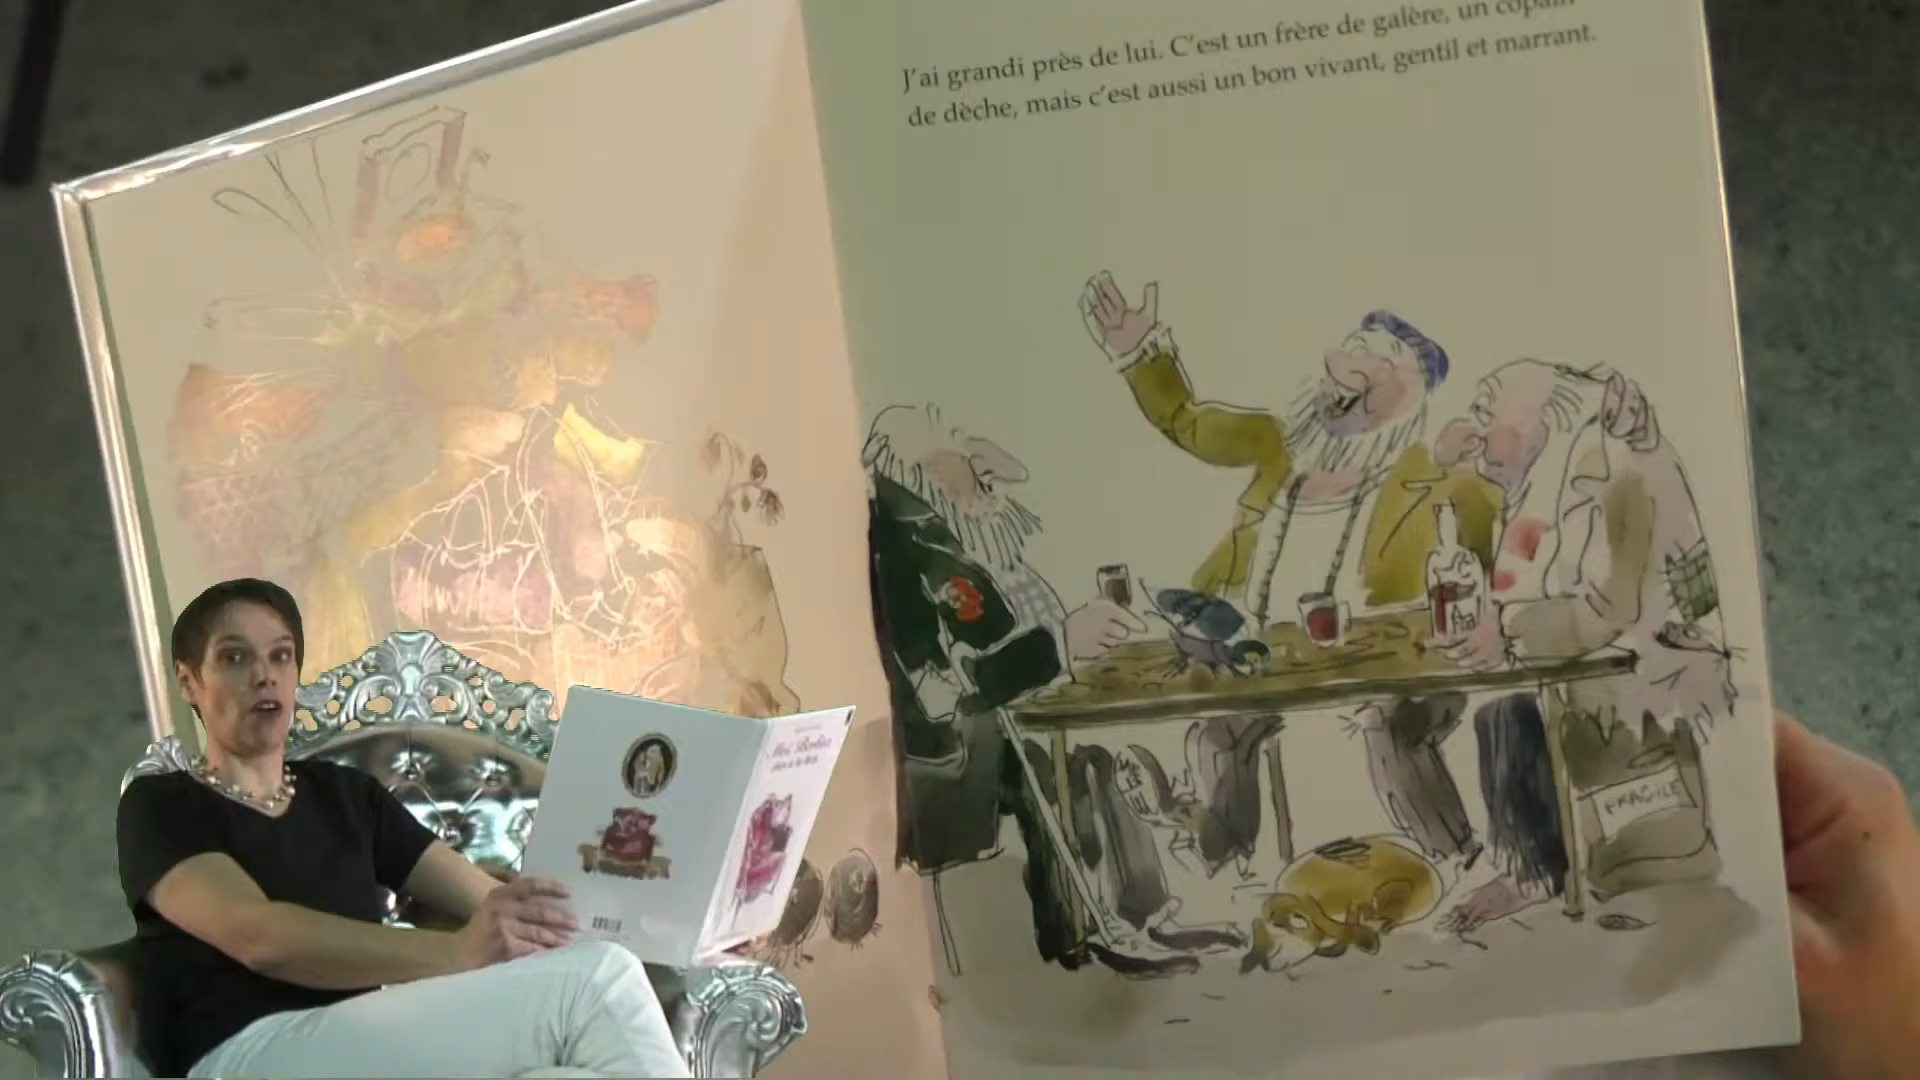 J'ai grandi près de lui. C'est un frère de galère, un copain
de dèche, mais c'est aussi un bon vivant, gentil et marrant.
FRAGILE